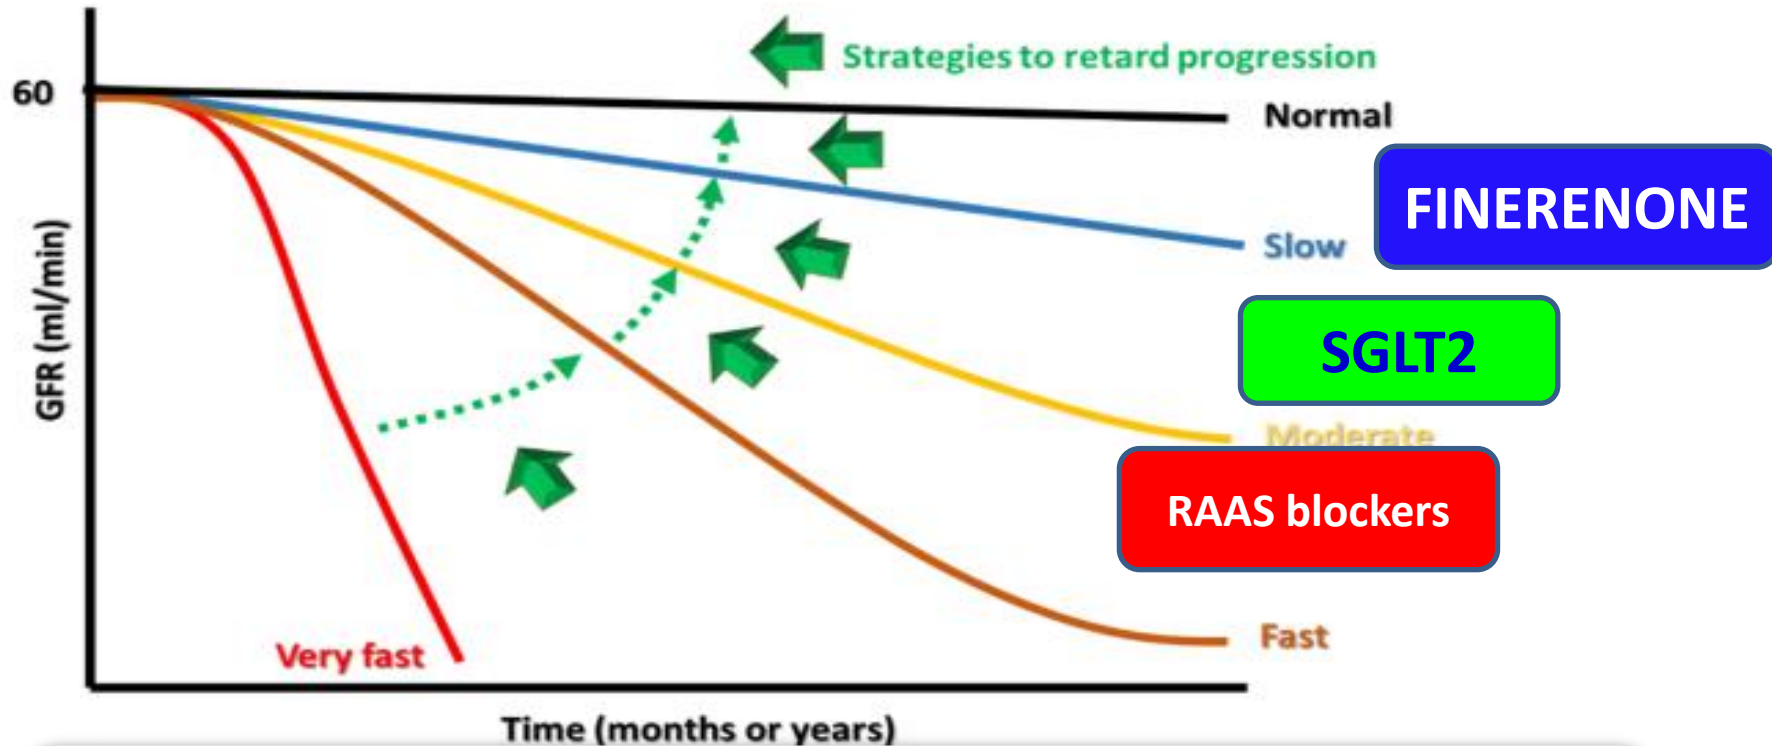 Strategies to retard progression
60
Normal
FINERENONE
Slow
GFR (ml/min)
SGLT2
Moderate
RAAS blockers
Fast
Very fast
Time (months or years)